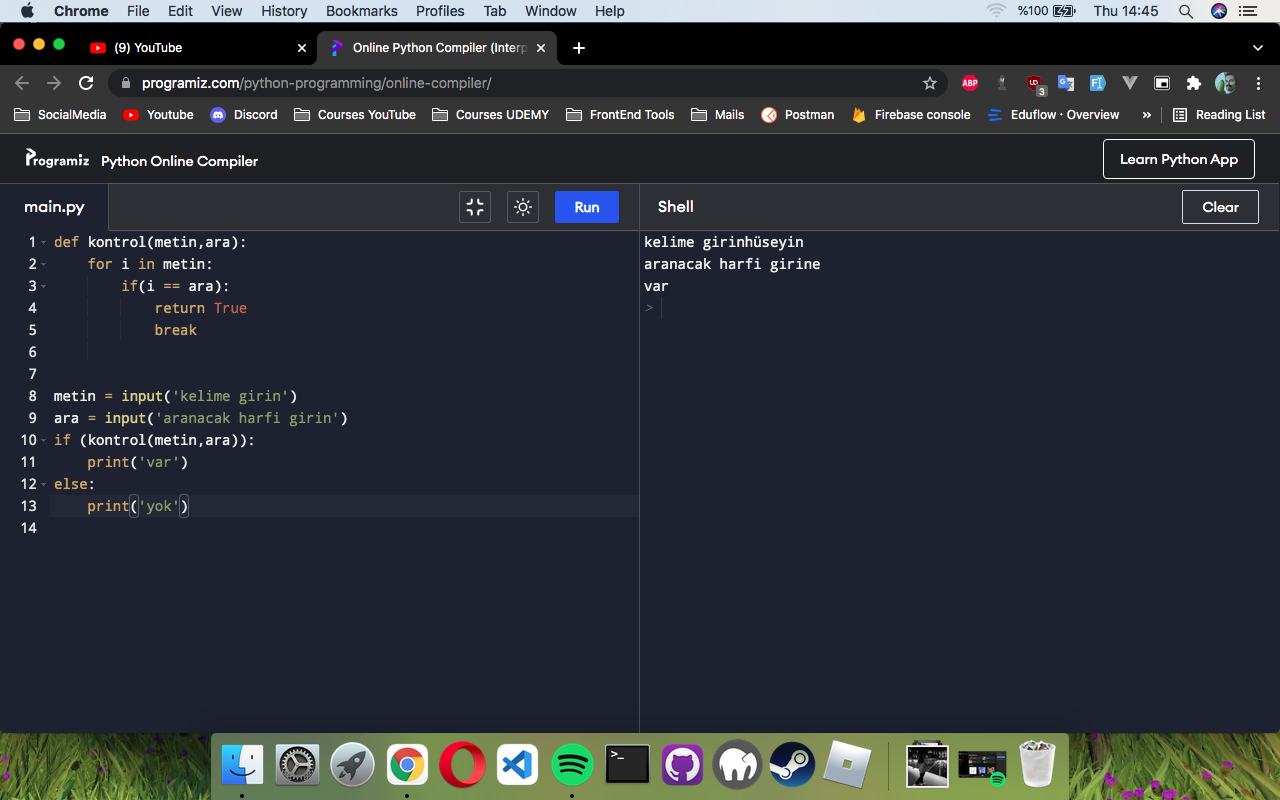 Chrome File Edit View History Bookmarks Profiles Tab Window Help %100 Thu 14:45
(9) YouTube Online Python Compiler (Interp
programiz.com/python-programming/online-compiler/ ABP UD 3
SocialMedia Youtube Discord Courses YouTube Courses UDEMY FrontEnd Tools Mails Postman Firebase console Eduflow · Overview » Reading List
Programiz Python Online Compiler Learn Python App
main.py Run Shell Clear
1 def kontrol(metin,ara):
2 for i in metin:
3 if(i == ara):
4 return True
5 break
6
7
8 metin = input('kelime girin')
9 ara = input('aranacak harfi girin')
10 if (kontrol(metin,ara)):
11 print('var')
12 else:
13 print('yok')
14
kelime girinhüseyin
aranacak harfi girine
var
>